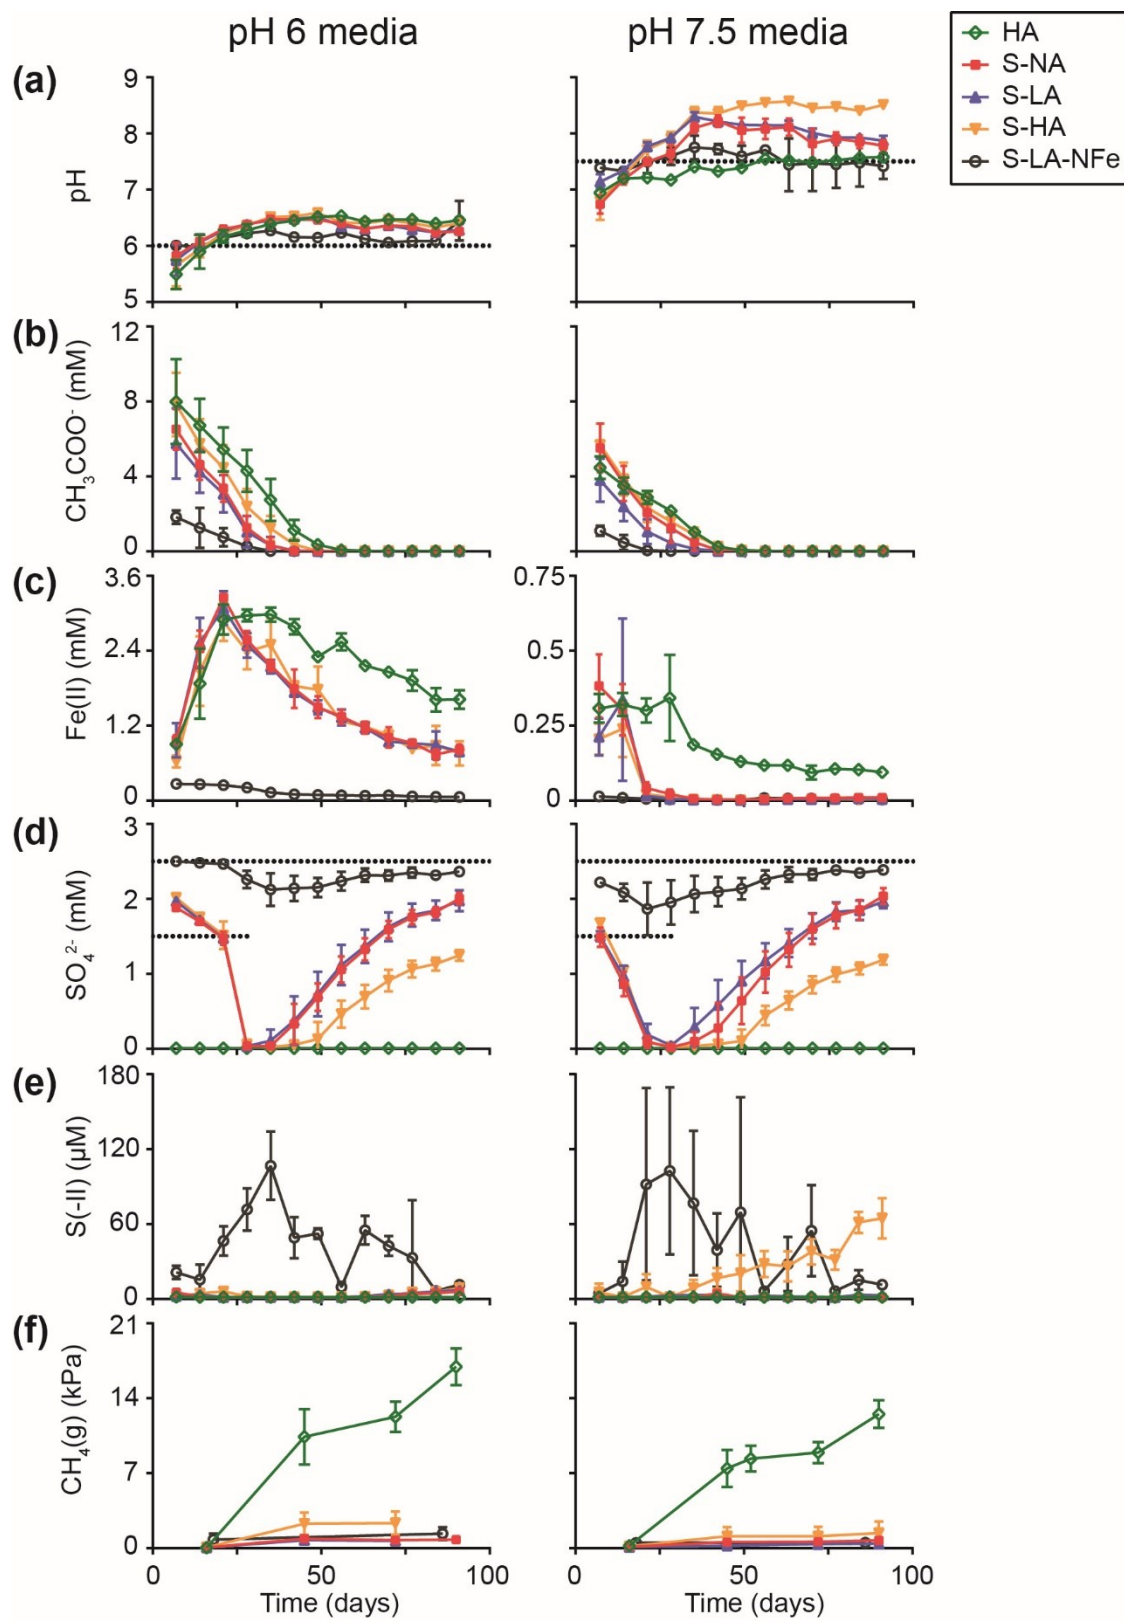 pH 6 media
pH 7.5 media
HA
S-NA
S-LA
S-HA
S-LA-NFe
(a)
pH
9
8
7
6
5
(b)
CH₃COO⁻ (mM)
12
8
4
0
(c)
Fe(II) (mM)
3.6
2.4
1.2
0
0.75
0.5
0.25
0
(d)
SO₄²⁻ (mM)
3
2
1
0
(e)
S(-II) (µM)
180
120
60
0
(f)
CH₄(g) (kPa)
21
14
7
0
0 50 100
0 50 100
Time (days)
Time (days)